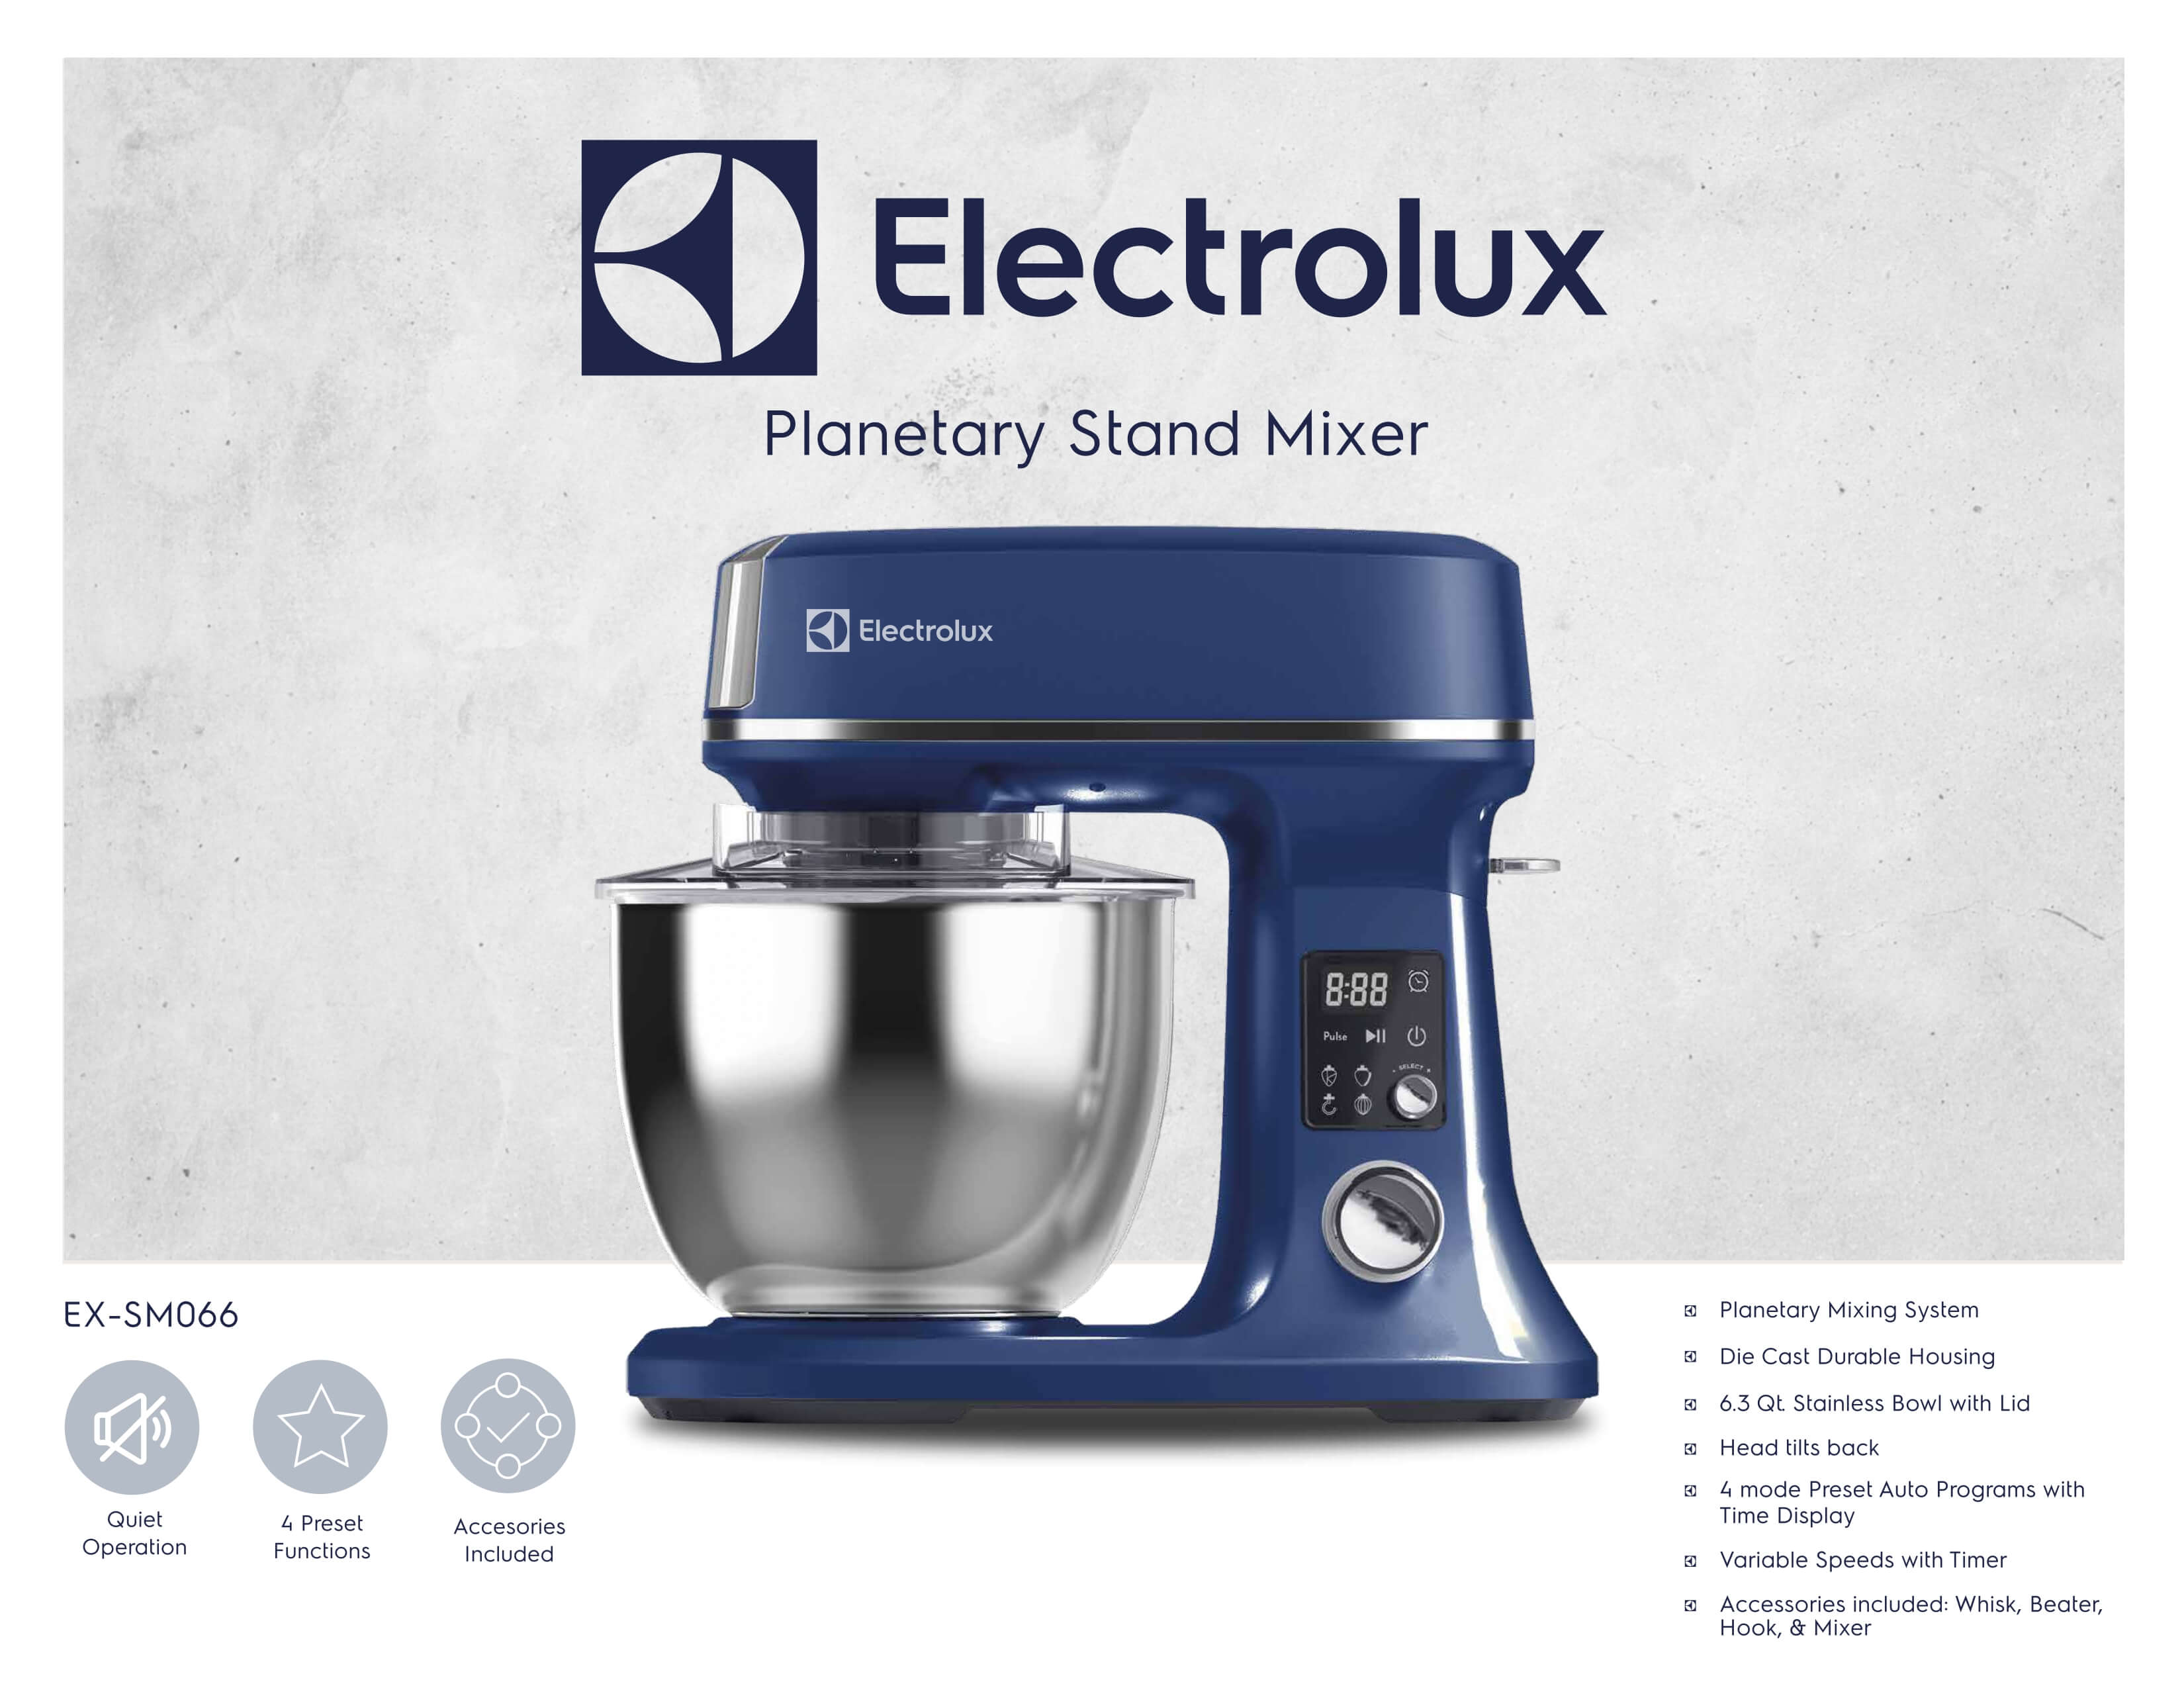 Electrolux
Planetary Stand Mixer
Electrolux
8:88
Pulse
- SELECT +
EX-SM066
Quiet
Operation
4 Preset
Functions
Accesories
Included
Planetary Mixing System
Die Cast Durable Housing
6.3 Qt. Stainless Bowl with Lid
Head tilts back
4 mode Preset Auto Programs with
Time Display
Variable Speeds with Timer
Accessories included: Whisk, Beater,
Hook, & Mixer